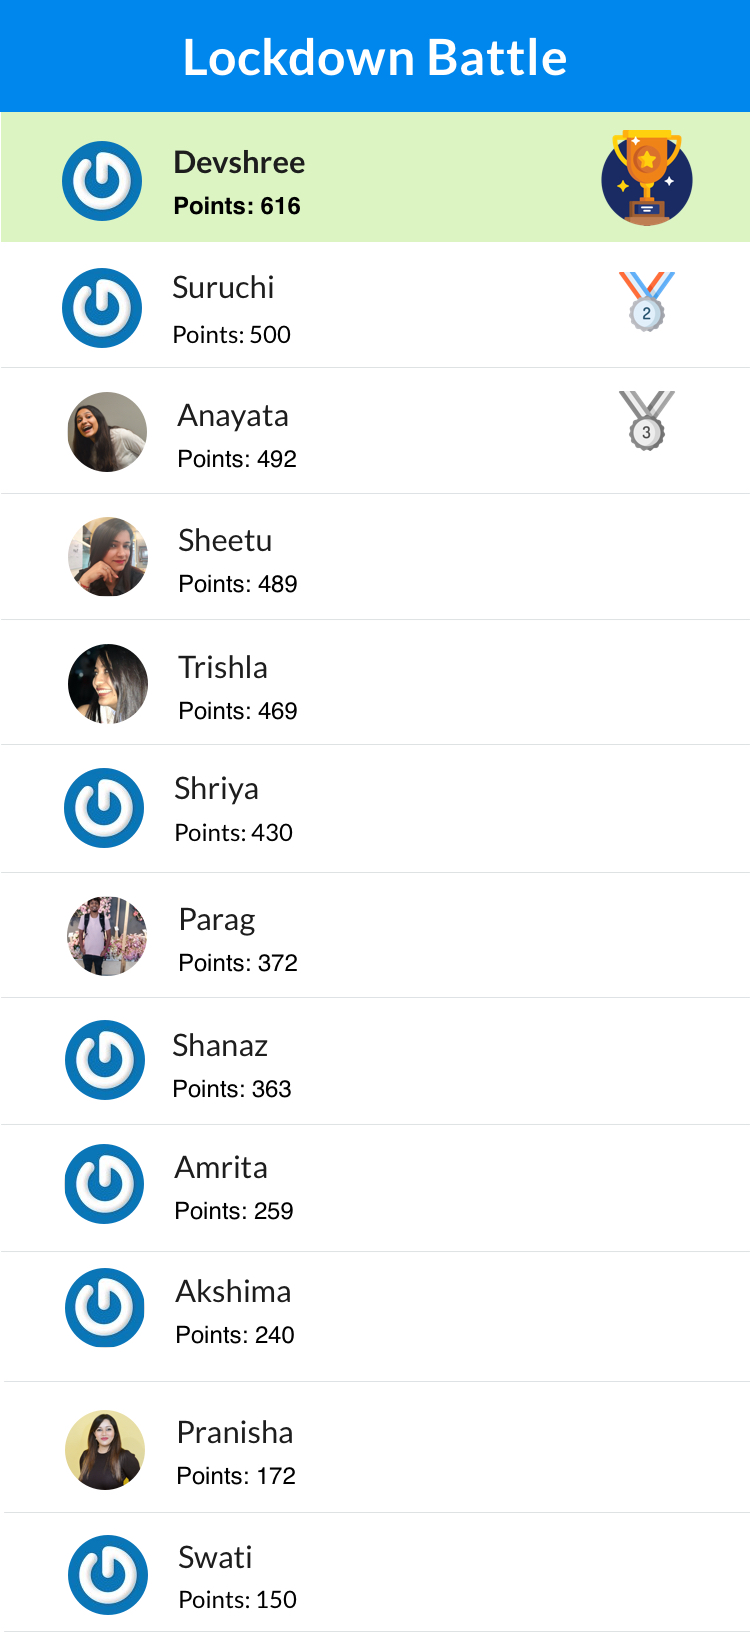 Lockdown Battle
Devshree
Points: 616
Suruchi
Points: 500
2
Anayata
Points: 492
3
Sheetu
Points: 489
Trishla
Points: 469
Shriya
Points: 430
Parag
Points: 372
Shanaz
Points: 363
Amrita
Points: 259
Akshima
Points: 240
Pranisha
Points: 172
Swati
Points: 150